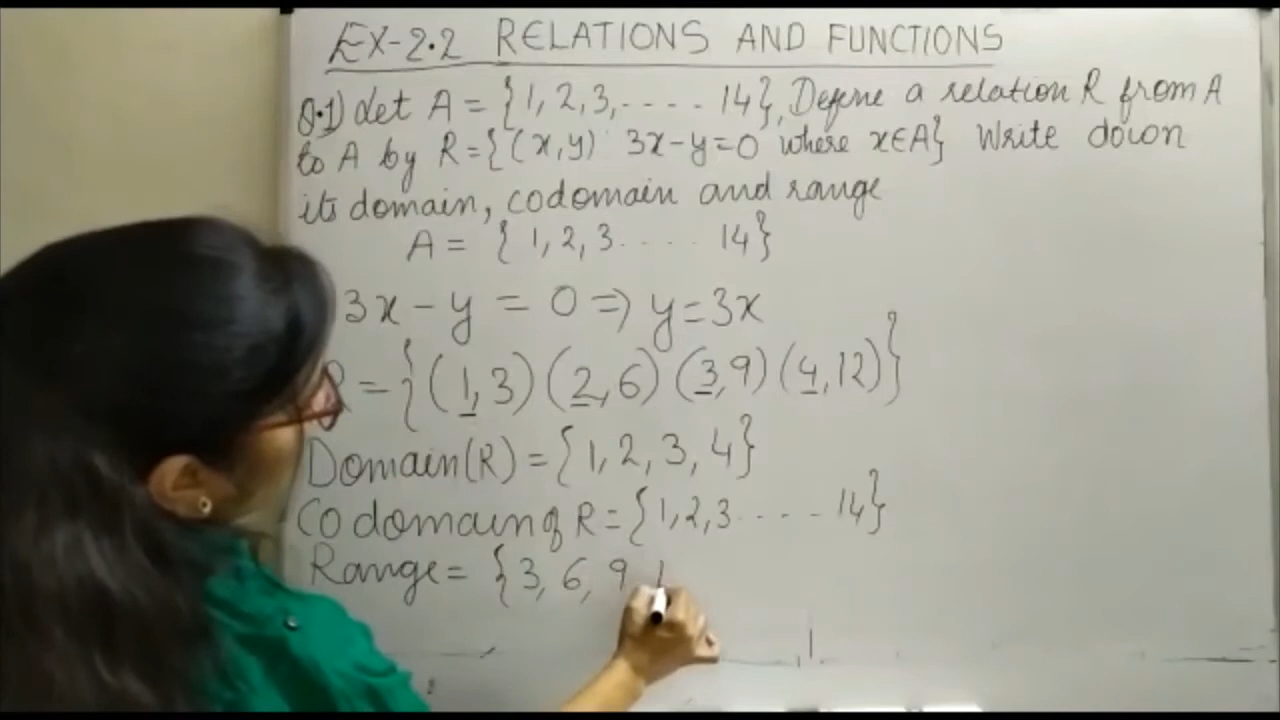 EX-2.2 RELATIONS AND FUNCTIONS
Q.1) Let A = {1, 2, 3, ---- 14}, Define a relation R from A
to A by R = {(x, y) 3x - y = 0 where x ∈ A} Write down
its domain, codomain and range
A = { 1, 2, 3 .... 14}
3x - y = 0 ⇒ y = 3x
R = {(1, 3) (2, 6) (3, 9) (4, 12)}
Domain(R) = {1, 2, 3, 4}
Codomain of R = {1, 2, 3 ---- 14}
Range = {3, 6, 9 1